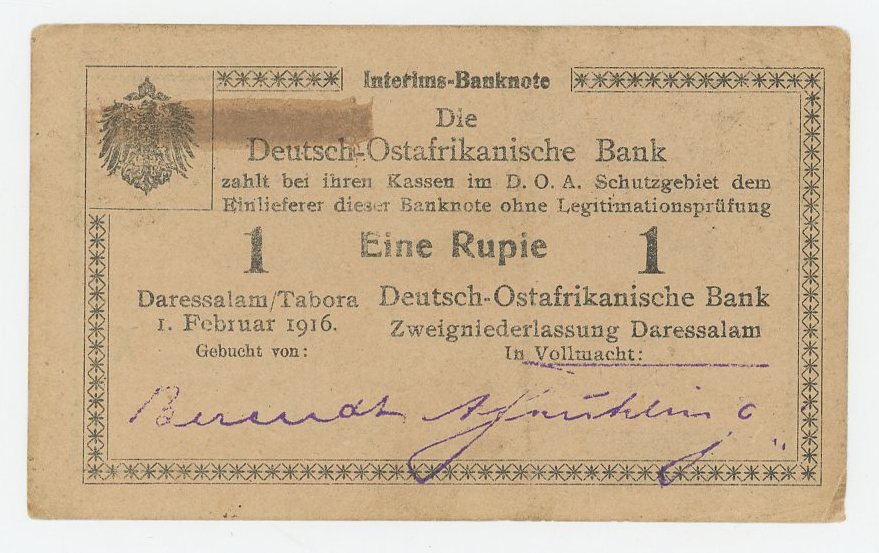 Interims-Banknote
Die
Deutsch-Ostafrikanische Bank
zahlt bei ihren Kassen im D. O. A. Schutzgebiet dem
Einlieferer dieser Banknote ohne Legitimationsprüfung
1 Eine Rupie 1
Daressalam/Tabora
1. Februar 1916.
Gebucht von:
Deutsch-Ostafrikanische Bank
Zweigniederlassung Daressalam
In Vollmacht:
Berendt